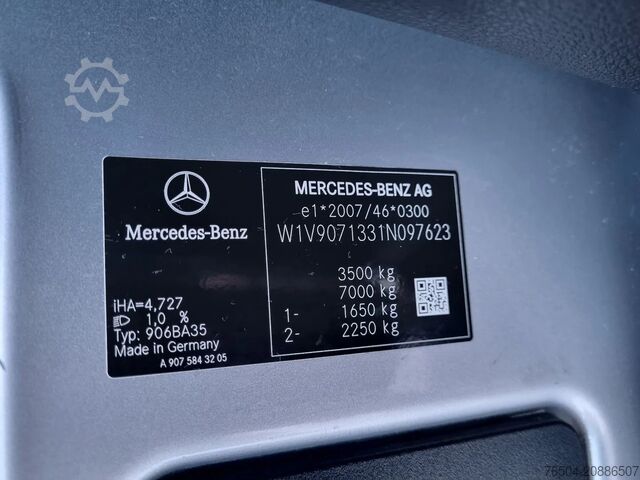 MERCEDES-BENZ AG
e1*2007/46*0300
W1V9071331N097623
3500 kg
7000 kg
1- 1650 kg
2- 2250 kg
Mercedes-Benz
iHA=4,727
1,0 %
Typ: 906BA35
Made in Germany
A 907 584 32 05
76504-20886507